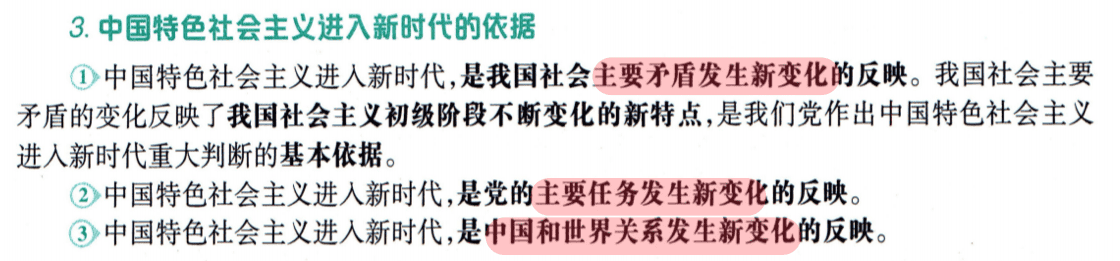 3. 中国特色社会主义进入新时代的依据
①中国特色社会主义进入新时代,是我国社会主要矛盾发生新变化的反映。我国社会主要
矛盾的变化反映了我国社会主义初级阶段不断变化的新特点,是我们党作出中国特色社会主义
进入新时代重大判断的基本依据。
②中国特色社会主义进入新时代,是党的主要任务发生新变化的反映。
③中国特色社会主义进入新时代,是中国和世界关系发生新变化的反映。